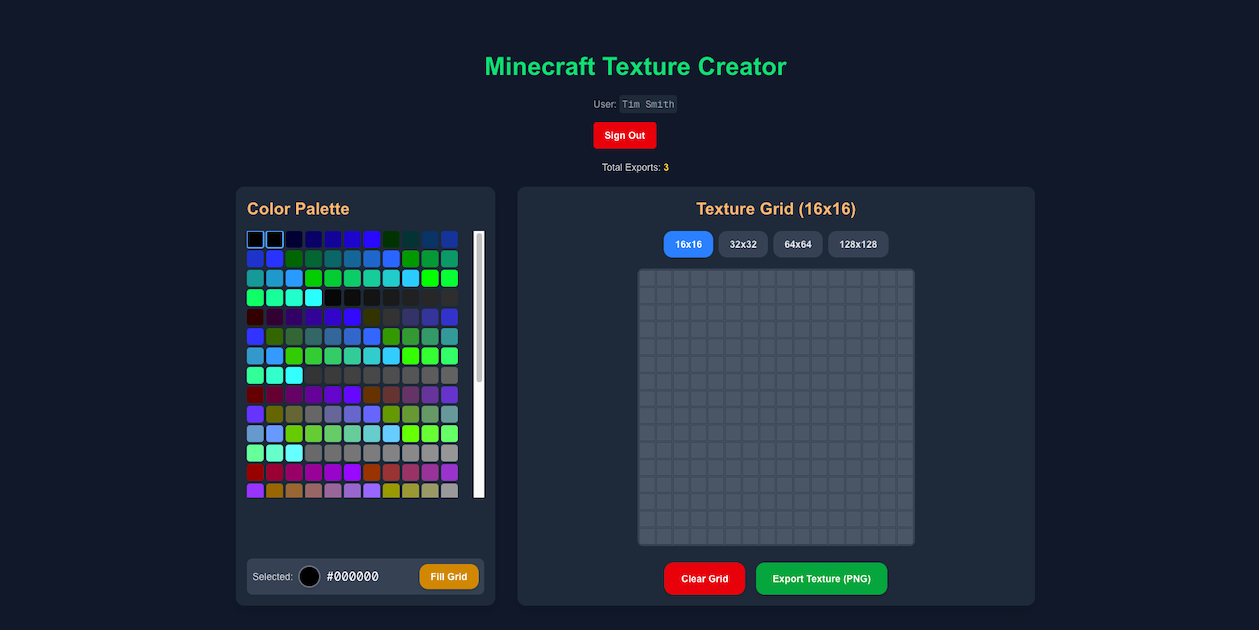 Minecraft Texture Creator
User: Tim Smith
Sign Out
Total Exports: 3
Color Palette
Selected: #000000 Fill Grid
Texture Grid (16x16)
16x16 32x32 64x64 128x128
Clear Grid Export Texture (PNG)